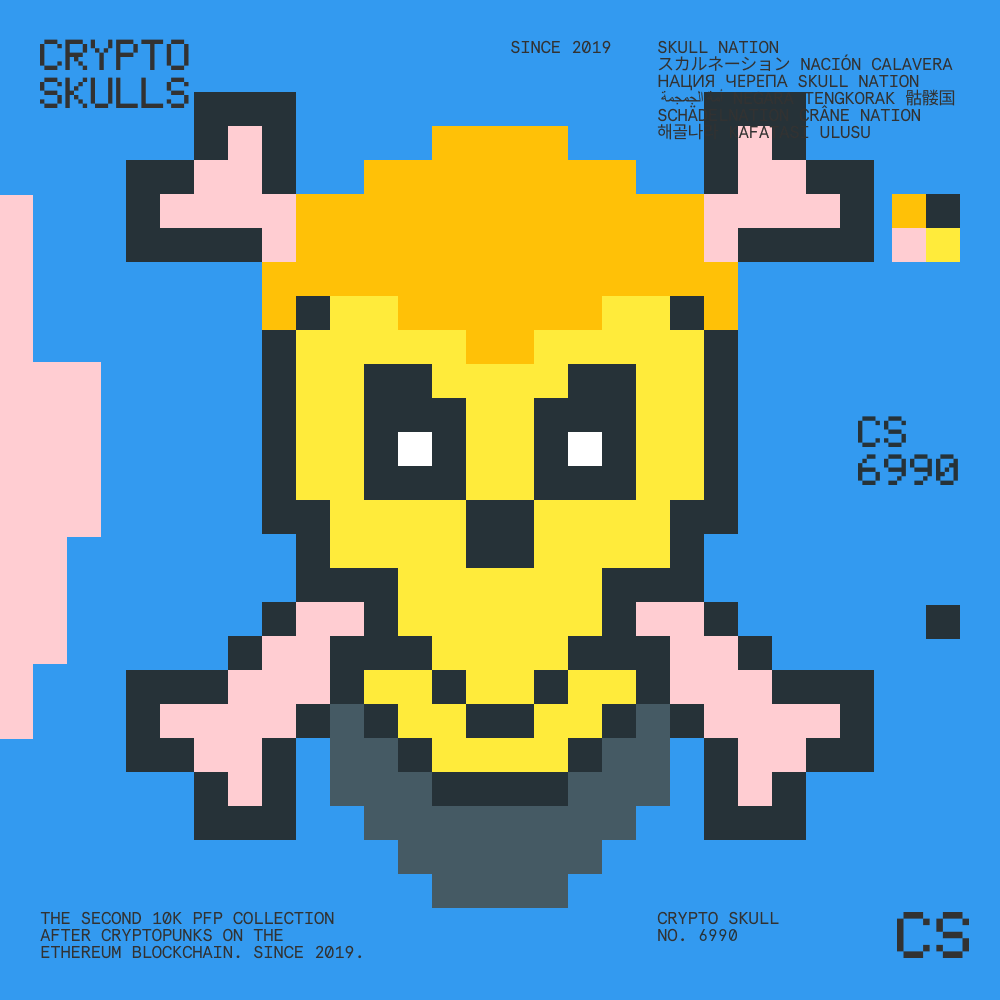 CRYPTO
SKULLS
SINCE 2019
SKULL NATION
スカルネーション NACIÓN CALAVERA
НАЦИЯ ЧЕРЕПА SKULL NATION
TENGKORAK 骷髅国
CRÂNE NATION
ULUSU
CS
6990
THE SECOND 10K PFP COLLECTION
AFTER CRYPTOPUNKS ON THE
ETHEREUM BLOCKCHAIN. SINCE 2019.
CRYPTO SKULL
NO. 6990
CS